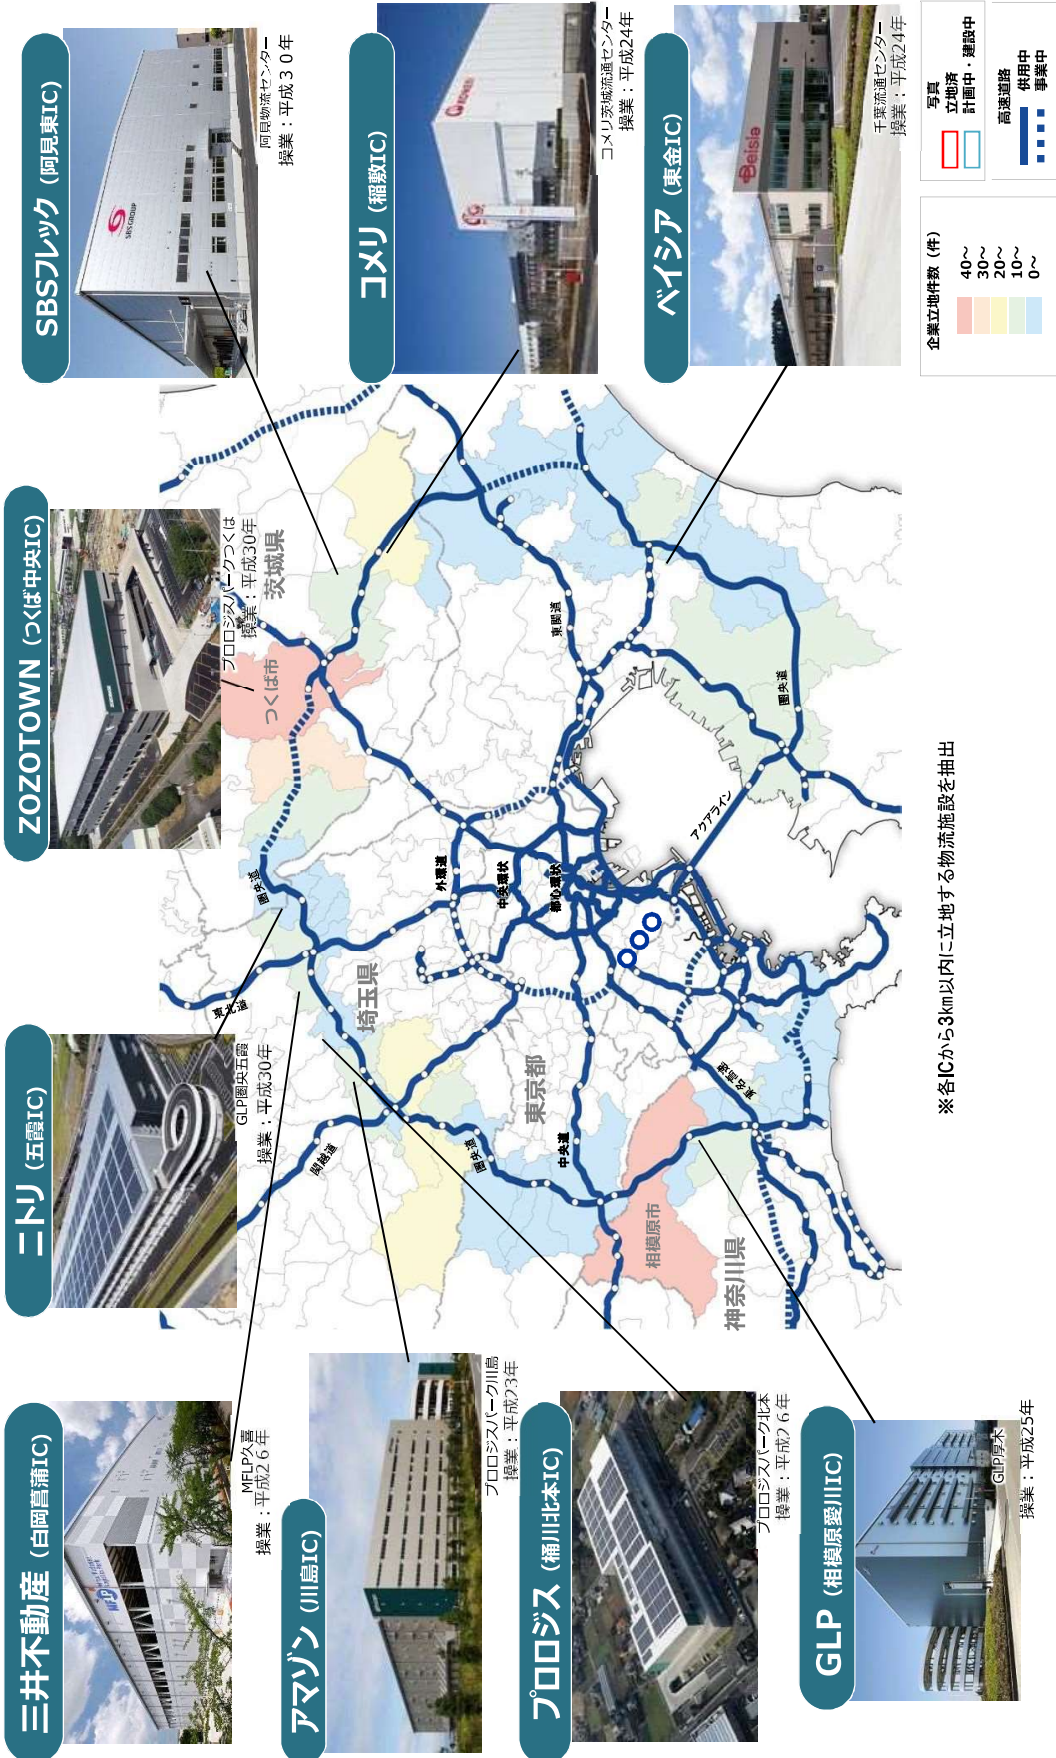 三井不動産（白岡菖蒲IC）
MFLP久喜
操業：平成26年
ニトリ（五霞IC）
GLP圏央五霞
操業：平成30年
ZOZOTOWN（つくば中央IC）
プロロジスパークつくば
操業：平成30年
SBSフレック（阿見東IC）
SBS GROUP
阿見物流センター
操業：平成30年
アマゾン（川島IC）
プロロジスパーク川島
操業：平成23年
コメリ（稲敷IC）
コメリ茨城流通センター
操業：平成24年
プロロジス（桶川北本IC）
プロロジスパーク北本
操業：平成26年
ベイシア（東金IC）
Beisia
千葉流通センター
操業：平成24年
GLP（相模原愛川IC）
GLP厚木
操業：平成25年
茨城県
つくば市
圏央道
東北道
埼玉県
関越道
外環道
中央環状
都心環状
東関道
東京都
圏央道
中央道
アクアライン
圏央道
東名高速
相模原市
神奈川県
企業立地件数（件）
40～
30～
20～
10～
0～
写真
立地済
計画中・建設中
高速道路
供用中
事業中
※各ICから3km以内に立地する物流施設を抽出